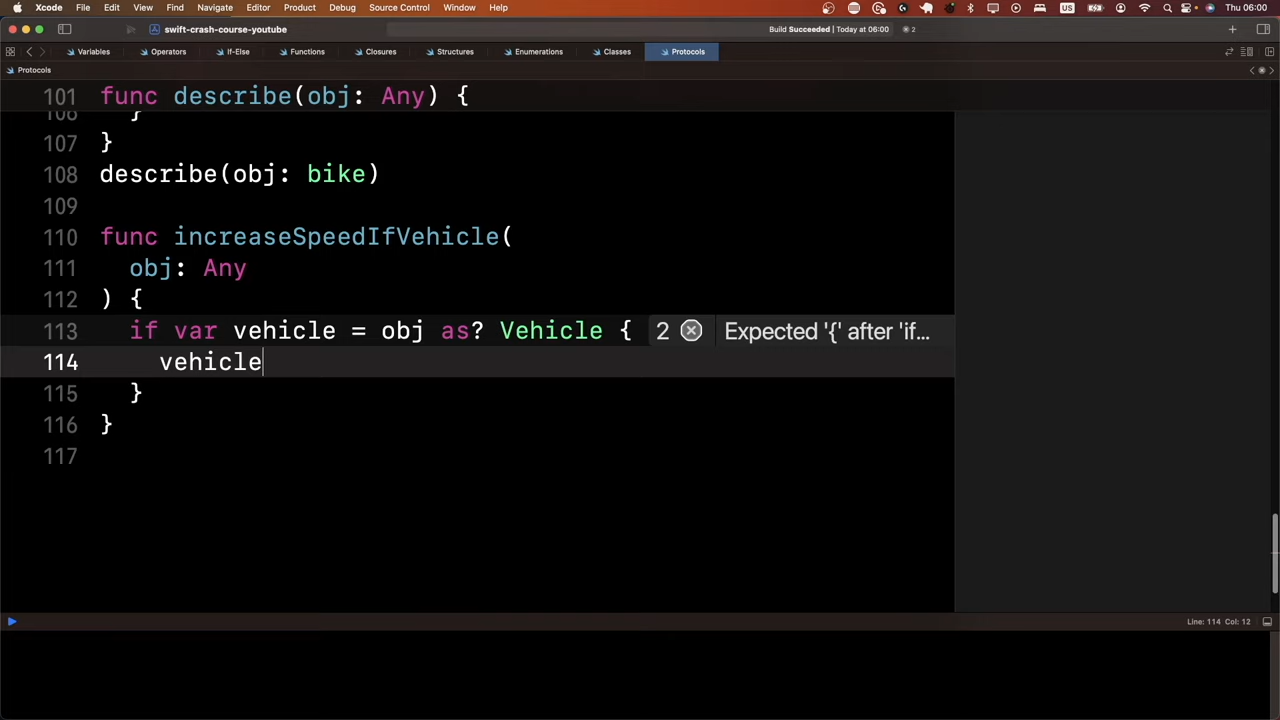 Xcode File Edit View Find Navigate Editor Product Debug Source Control Window Help US Thu 06:00
swift-crash-course-youtube Build Succeeded | Today at 06:00 2
Variables Operators If-Else Functions Closures Structures Enumerations Classes Protocols
Protocols
101 func describe(obj: Any) {
106 }
107 }
108 describe(obj: bike)
109
110 func increaseSpeedIfVehicle(
111 obj: Any
112 ) {
113 if var vehicle = obj as? Vehicle { 2 Expected '{' after 'if...
114 vehicle
115 }
116 }
117
Line: 114 Col: 12